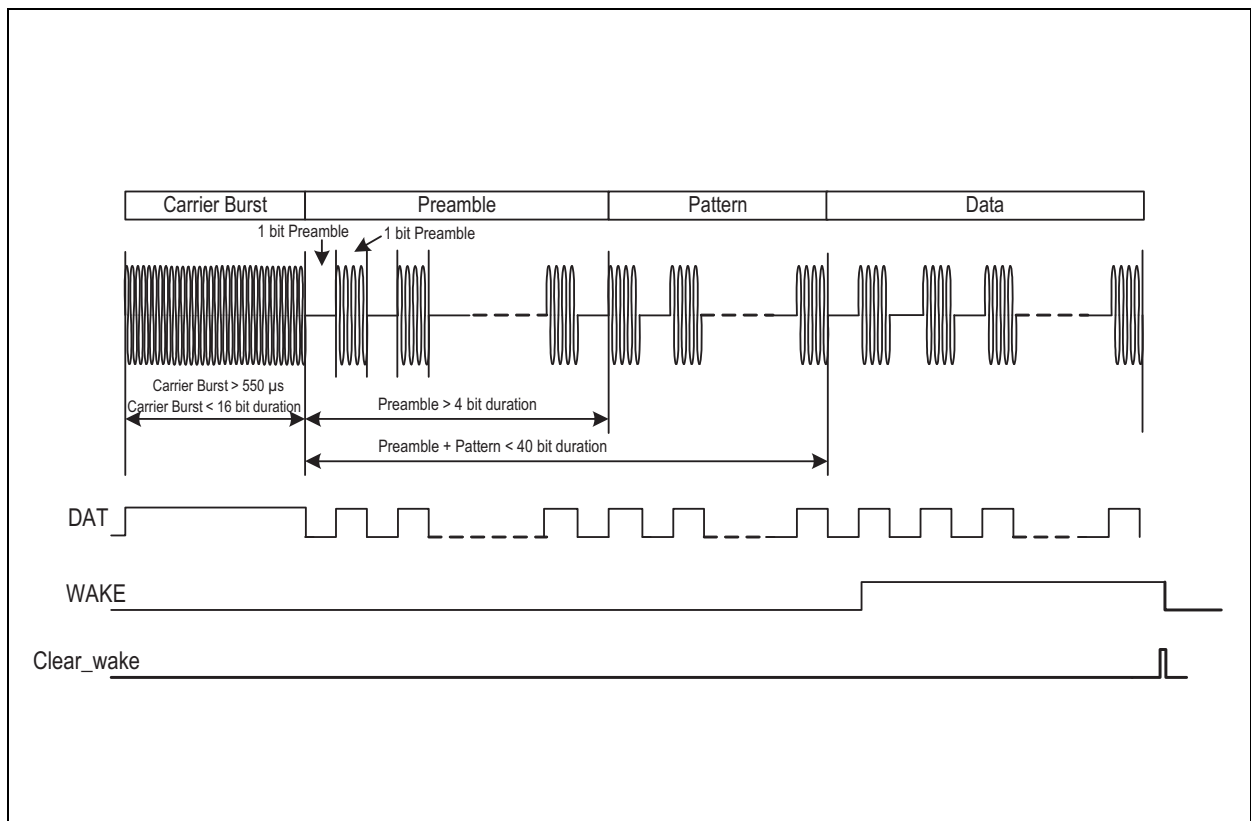 Carrier Burst Preamble Pattern Data
1 bit Preamble 1 bit Preamble
Carrier Burst > 550 µs
Carrier Burst < 16 bit duration
Preamble > 4 bit duration
Preamble + Pattern < 40 bit duration
DAT
WAKE
Clear_wake